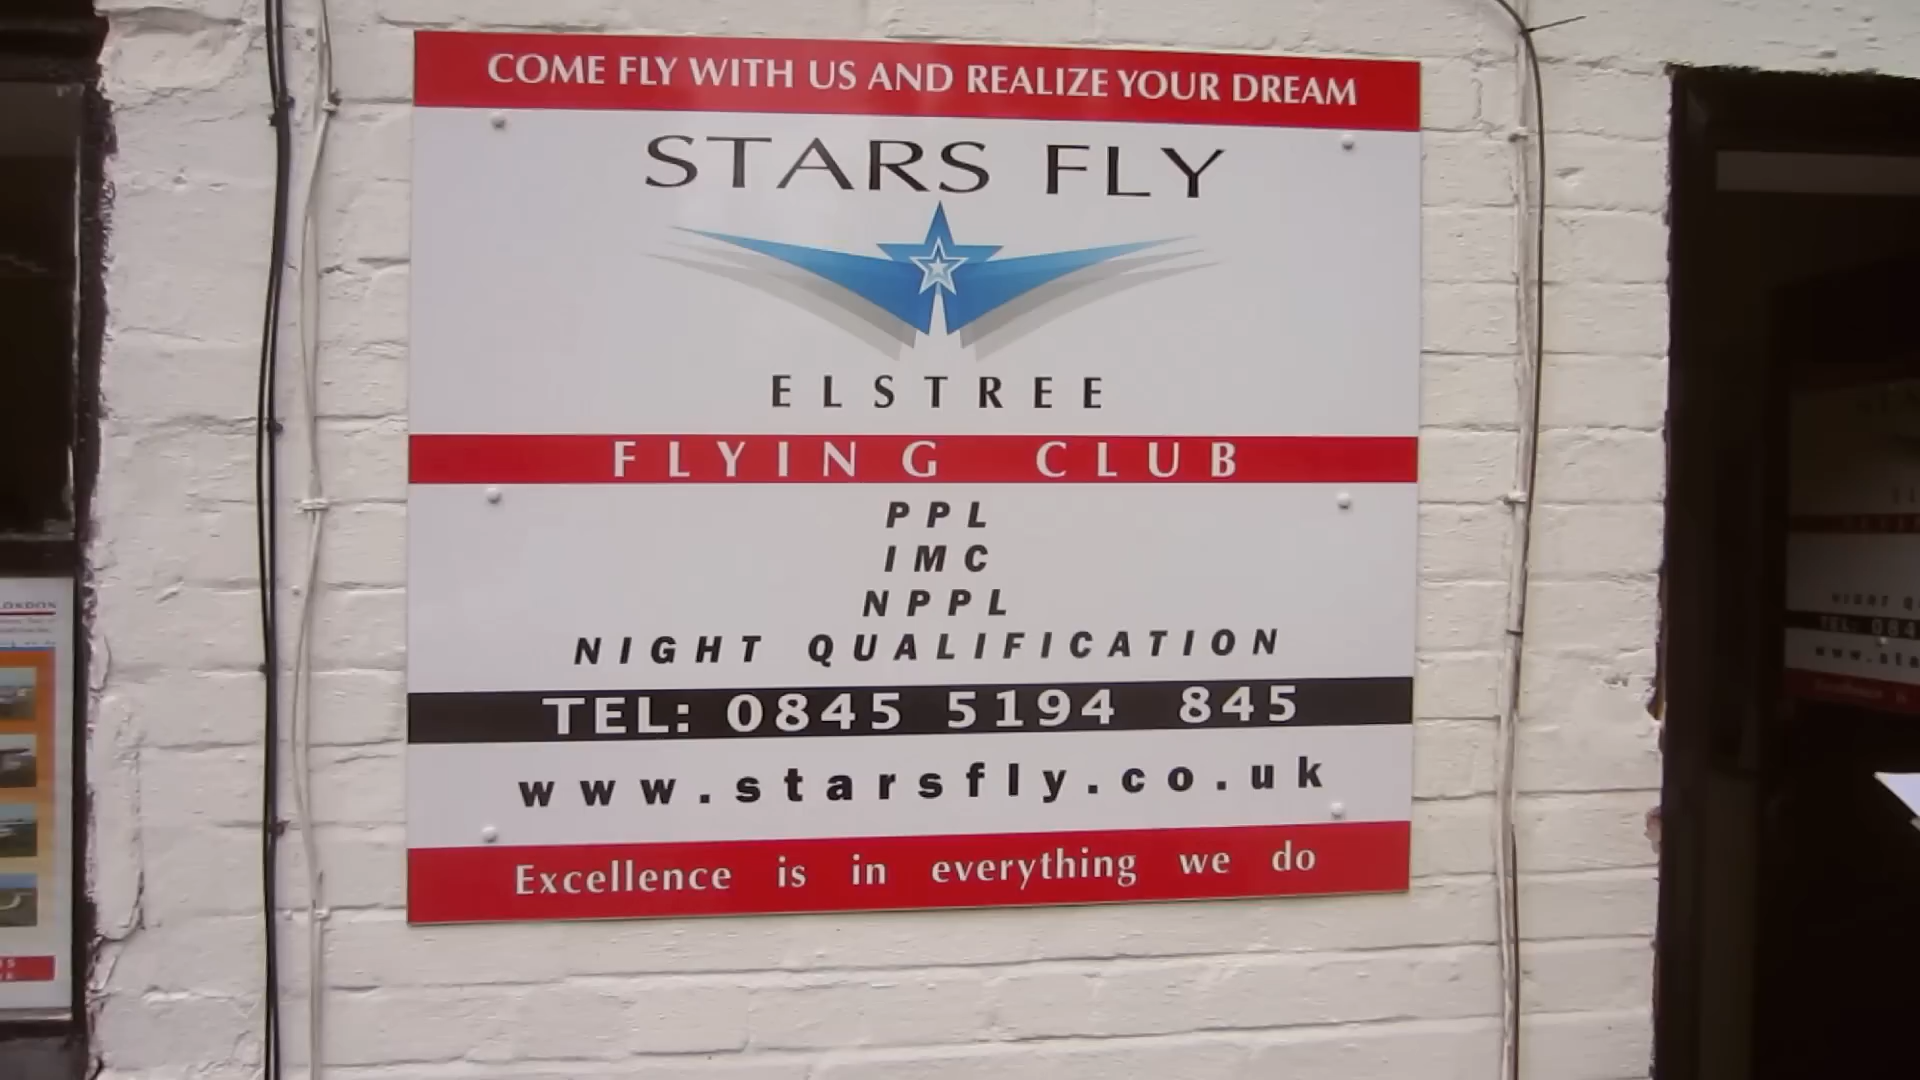 COME FLY WITH US AND REALIZE YOUR DREAM
STARS FLY
ELSTREE
FLYING CLUB
PPL
IMC
NPPL
NIGHT QUALIFICATION
TEL: 0845 5194 845
www.starsfly.co.uk
Excellence is in everything we do
LONDON